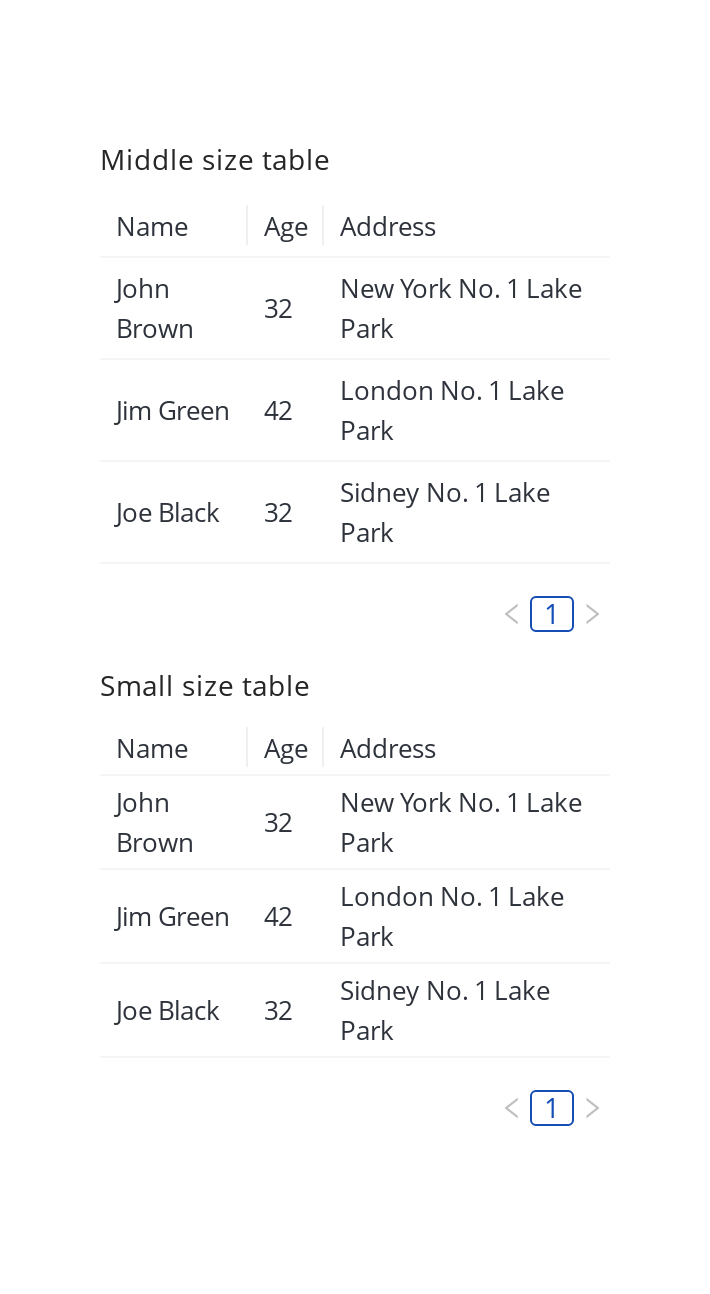 Middle size table
Name Age Address
John Brown 32 New York No. 1 Lake Park
Jim Green 42 London No. 1 Lake Park
Joe Black 32 Sidney No. 1 Lake Park
< 1 >
Small size table
Name Age Address
John Brown 32 New York No. 1 Lake Park
Jim Green 42 London No. 1 Lake Park
Joe Black 32 Sidney No. 1 Lake Park
< 1 >